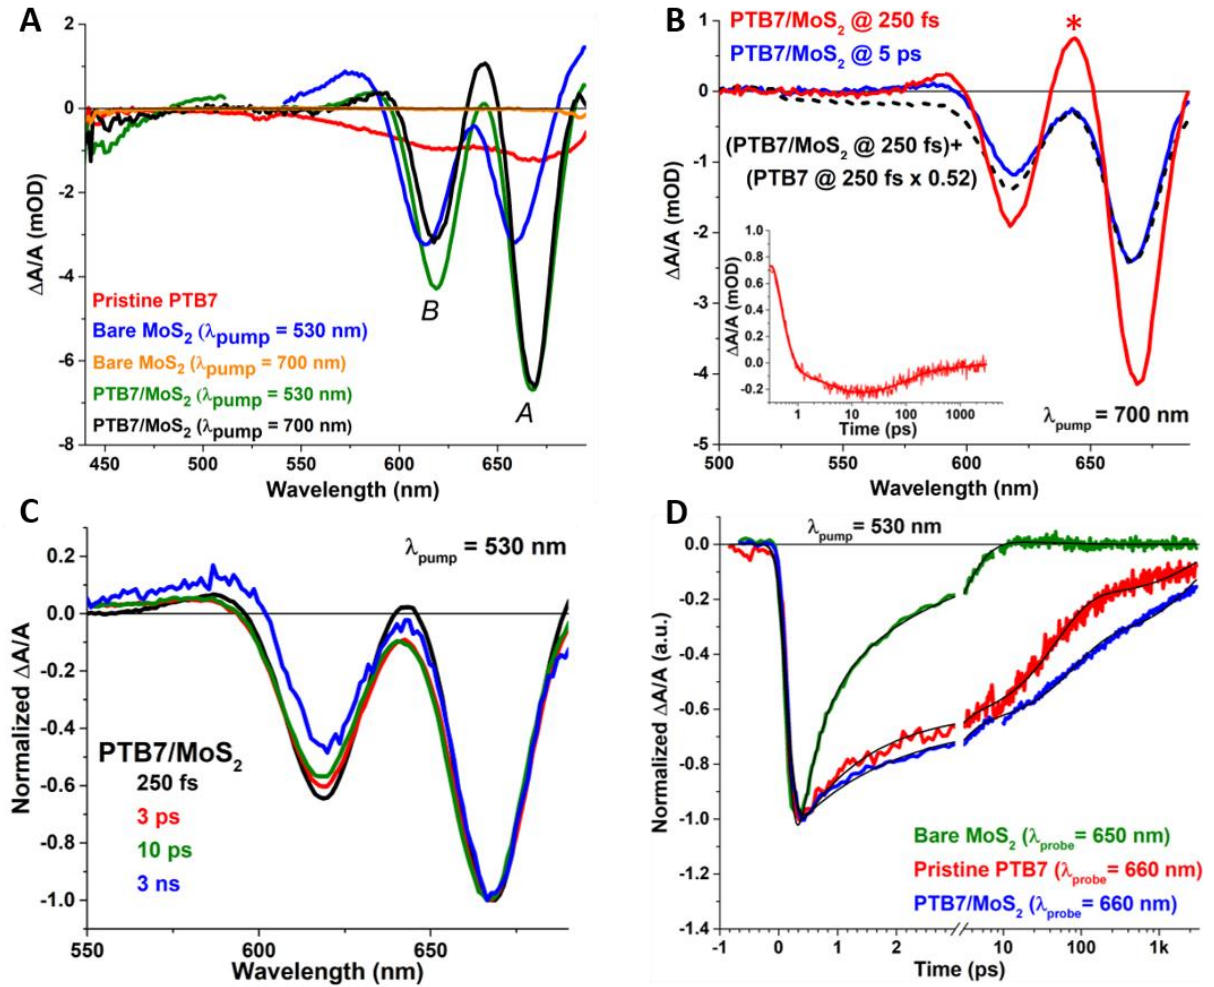 A
2
0
-2
-4
-6
-8
ΔA/A (mOD)
Pristine PTB7
Bare MoS₂ (λpump = 530 nm)
Bare MoS₂ (λpump = 700 nm)
PTB7/MoS₂ (λpump = 530 nm)
PTB7/MoS₂ (λpump = 700 nm)
B
A
450 500 550 600 650
Wavelength (nm)
B
PTB7/MoS₂ @ 250 fs
PTB7/MoS₂ @ 5 ps
*
(PTB7/MoS₂ @ 250 fs)+
(PTB7 @ 250 fs x 0.52)
1
0
-1
-2
-3
-4
-5
ΔA/A (mOD)
1.0
0.8
0.6
0.4
0.2
0.0
-0.2
ΔA/A (mOD)
1 10 100 1000
Time (ps)
λpump = 700 nm
500 550 600 650
Wavelength (nm)
C
λpump = 530 nm
0.2
0.0
-0.2
-0.4
-0.6
-0.8
-1.0
Normalized ΔA/A
PTB7/MoS₂
250 fs
3 ps
10 ps
3 ns
550 600 650
Wavelength (nm)
D
λpump = 530 nm
0.0
-0.2
-0.4
-0.6
-0.8
-1.0
-1.2
-1.4
Normalized ΔA/A (a.u.)
Bare MoS₂ (λprobe = 650 nm)
Pristine PTB7 (λprobe = 660 nm)
PTB7/MoS₂ (λprobe = 660 nm)
-1 0 1 2 10 100 1k
Time (ps)